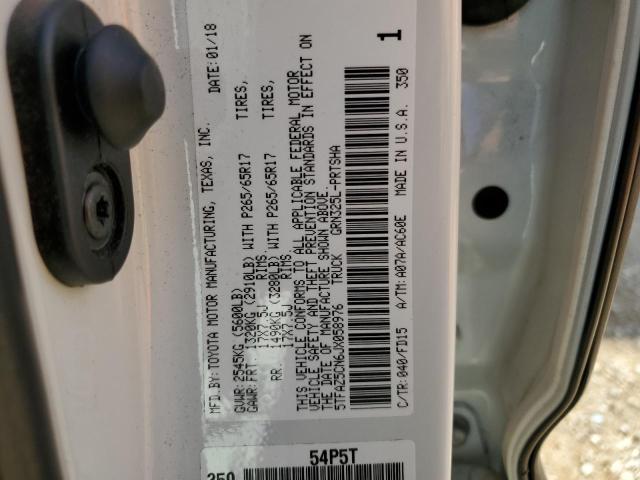 MFD. BY: TOYOTA MOTOR MANUFACTURING, TEXAS, INC. DATE: 01/18
GVWR: 2545KG (5600LB)
GAWR: FRT. 1320KG (2910LB) WITH P265/65R17 TIRES,
17X7.5J RIMS,
RR. 1490KG (3280LB) WITH P265/65R17 TIRES,
17X7.5J RIMS.
THIS VEHICLE CONFORMS TO ALL APPLICABLE FEDERAL MOTOR
VEHICLE SAFETY AND THEFT PREVENTION STANDARDS IN EFFECT ON
THE DATE OF MANUFACTURE SHOWN ABOVE.
5TFAZ5CN6JX058976 TRUCK GRN325L-PRTSHA
1
C/TR: 040/FD15 A/TM: A07A/AC60E MADE IN U.S.A. 350
54P5T
350